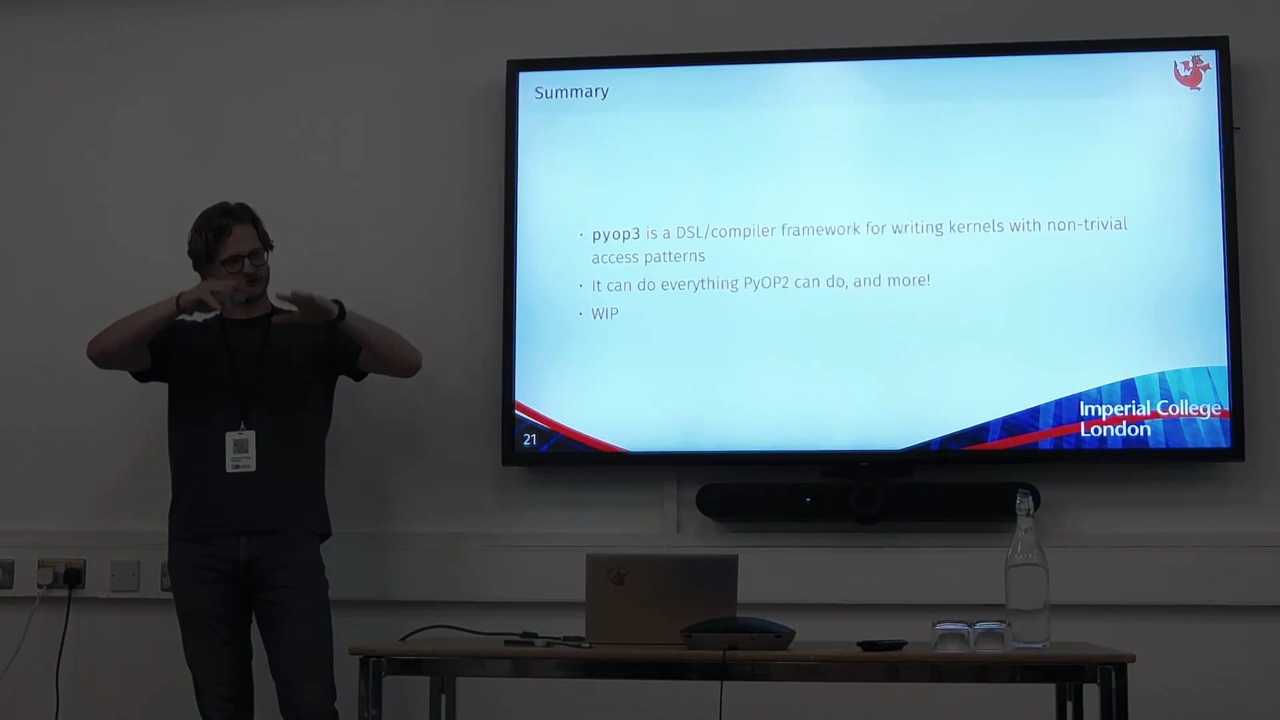 Summary
· pyop3 is a DSL/compiler framework for writing kernels with non-trivial
access patterns
· It can do everything PyOP2 can do, and more!
· WIP
Imperial College
London
21